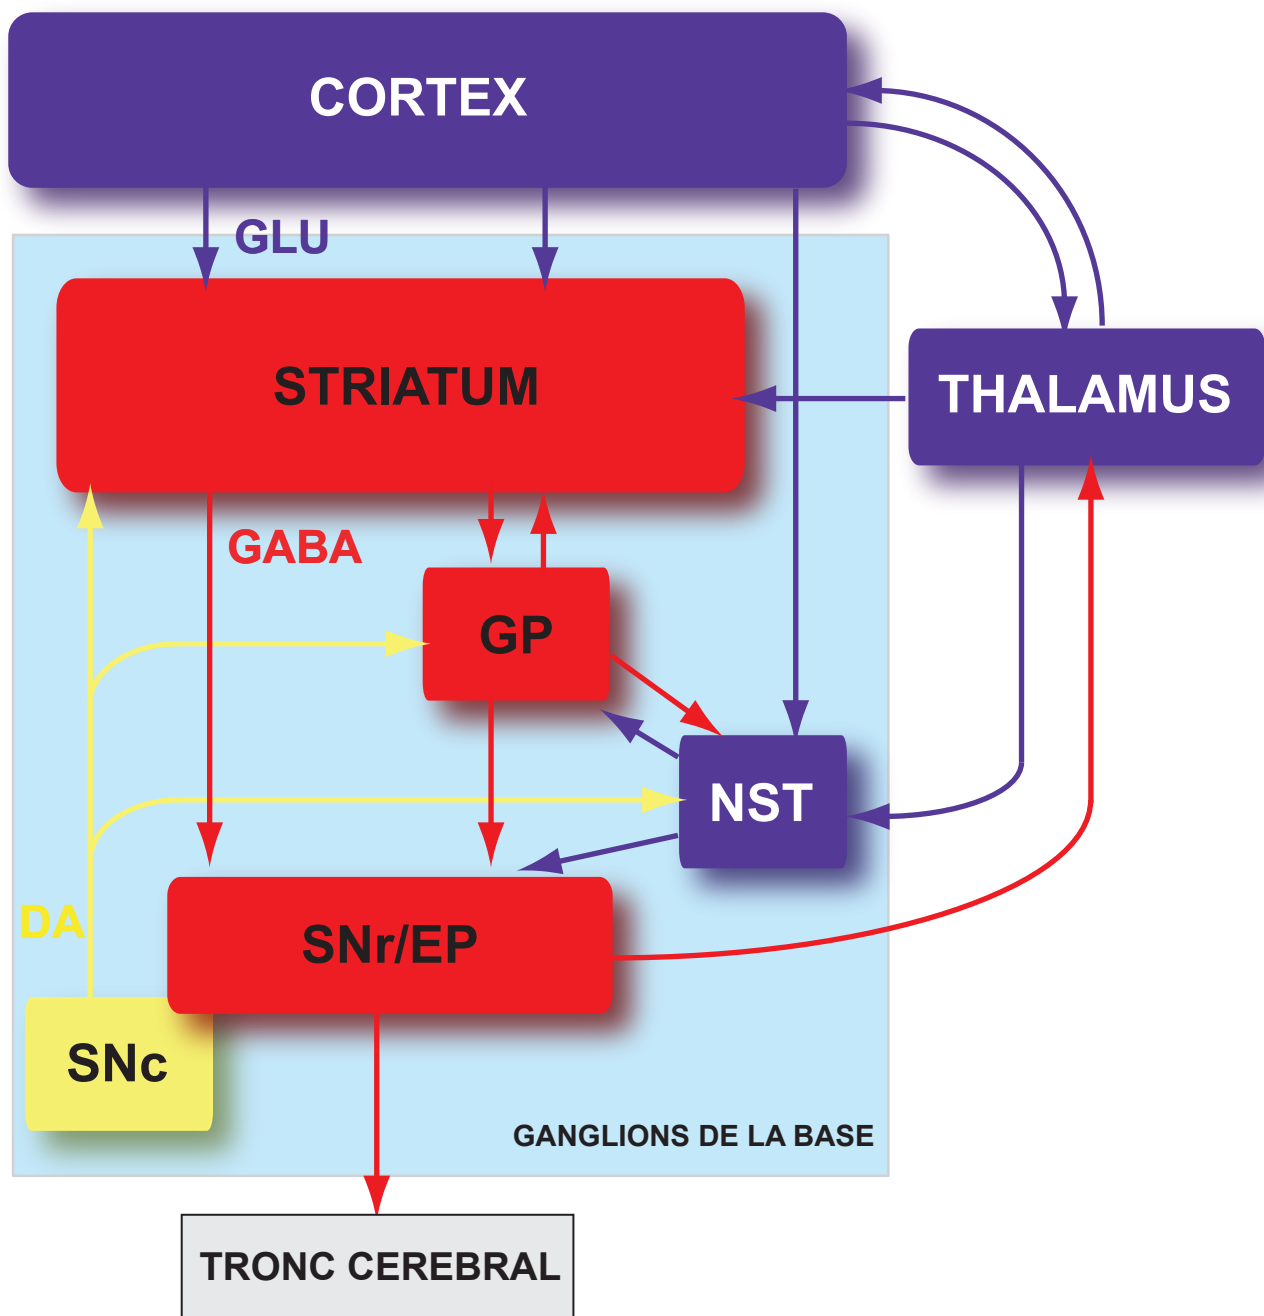 CORTEX
GLU
STRIATUM
THALAMUS
GABA
GP
NST
DA
SNr/EP
SNc
GANGLIONS DE LA BASE
TRONC CEREBRAL